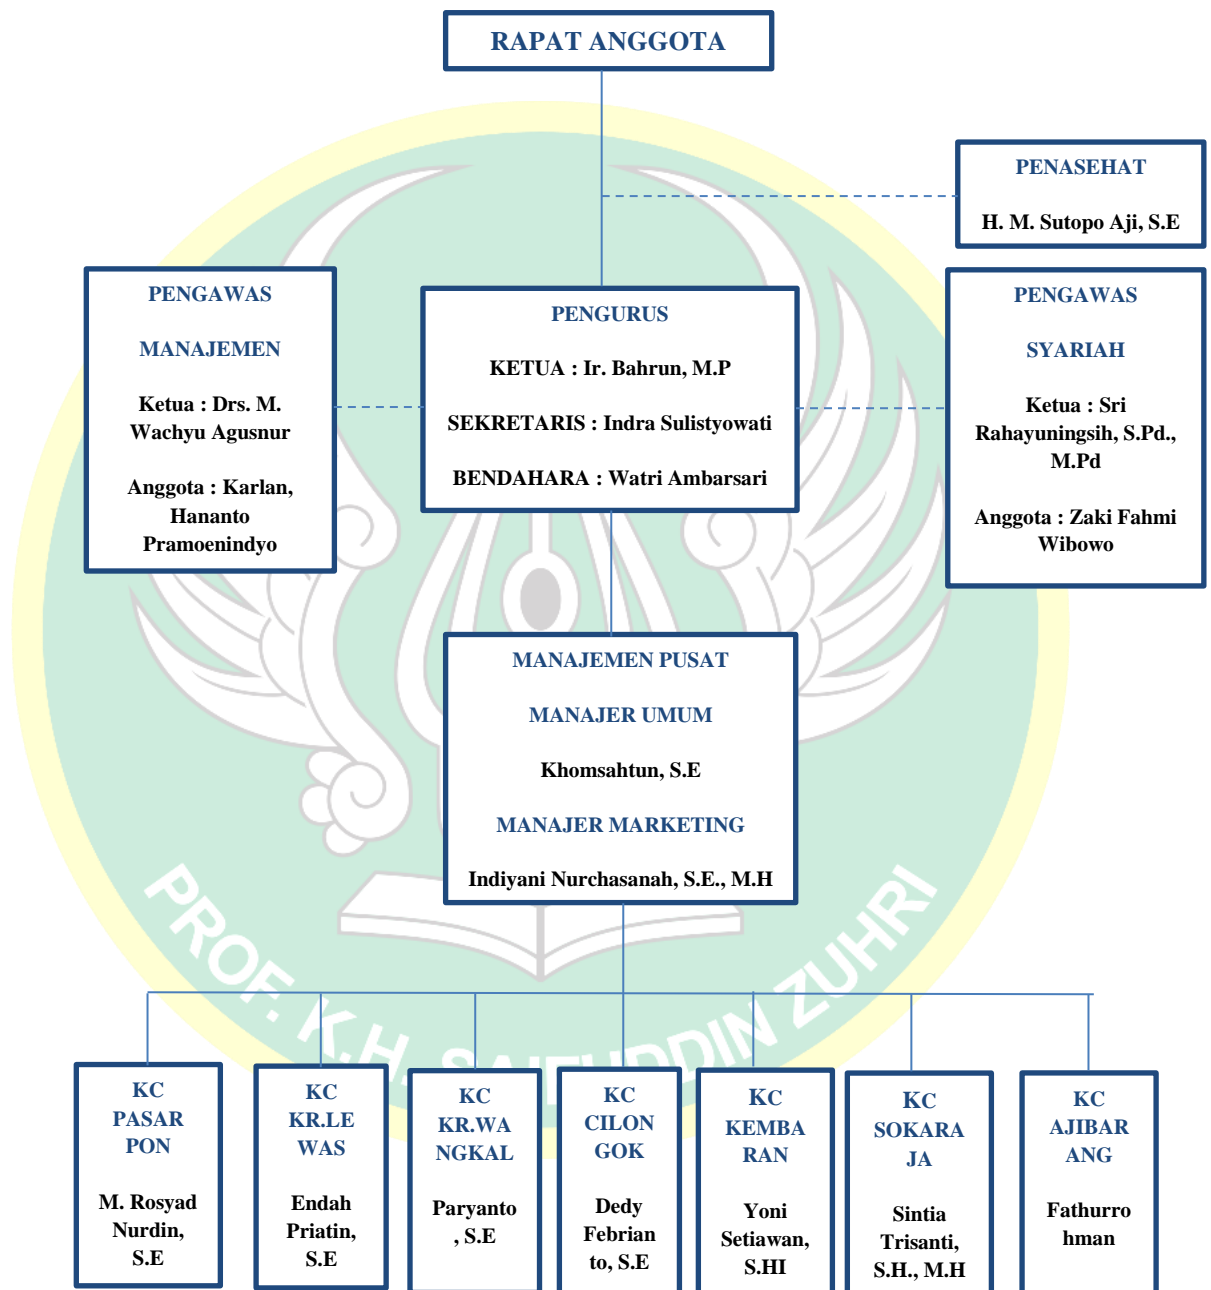 RAPAT ANGGOTA
PENASEHAT
H. M. Sutopo Aji, S.E
PENGAWAS
MANAJEMEN
Ketua : Drs. M.
Wachyu Agusnur
Anggota : Karlan,
Hananto
Pramoenindyo
PENGURUS
KETUA : Ir. Bahrun, M.P
SEKRETARIS : Indra Sulistyowati
BENDAHARA : Watri Ambarsari
PENGAWAS
SYARIAH
Ketua : Sri
Rahayuningsih, S.Pd.,
M.Pd
Anggota : Zaki Fahmi
Wibowo
MANAJEMEN PUSAT
MANAJER UMUM
Khomsahtun, S.E
MANAJER MARKETING
Indiyani Nurchasanah, S.E., M.H
PROF. K.H. SAIFUDDIN ZUHRI
KC
PASAR
PON
M. Rosyad
Nurdin,
S.E
KC
KR.LE
WAS
Endah
Priatin,
S.E
KC
KR.WA
NGKAL
Paryanto
, S.E
KC
CILON
GOK
Dedy
Febrian
to, S.E
KC
KEMBA
RAN
Yoni
Setiawan,
S.HI
KC
SOKARA
JA
Sintia
Trisanti,
S.H., M.H
KC
AJIBAR
ANG
Fathurro
hman